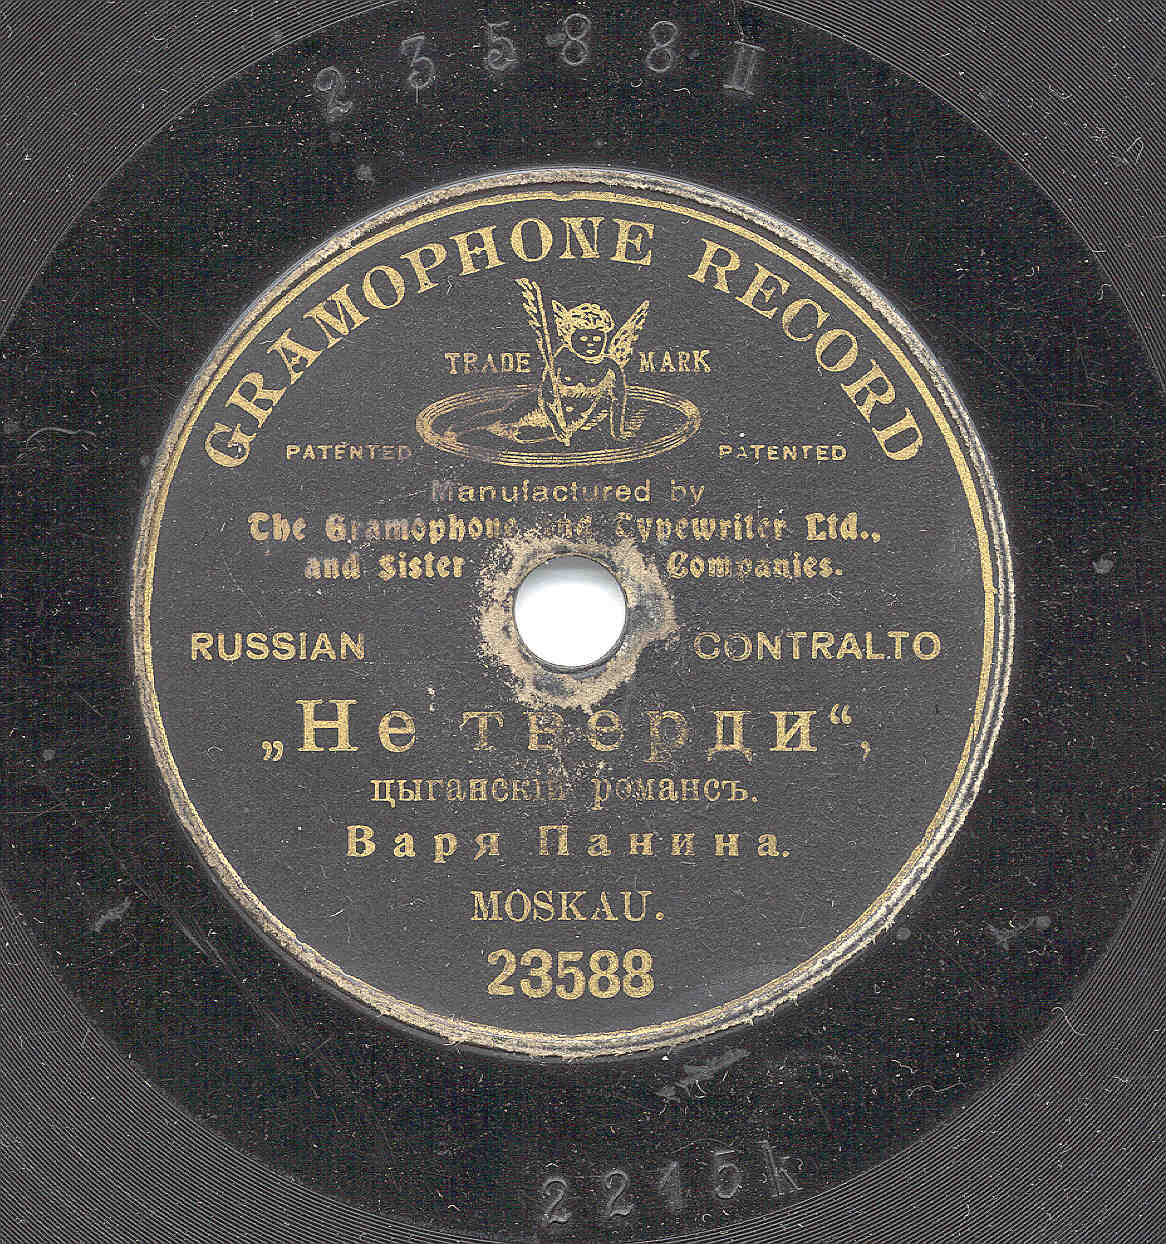 23588 II
GRAMOPHONE RECORD
TRADE MARK
PATENTED PATENTED
Manufactured by
The Gramophone and Typewriter Ltd.,
and Sister Companies.
RUSSIAN CONTRALTO
„Не тверди“,
цыганскій романсъ.
Варя Панина.
MOSKAU.
23588
2215k